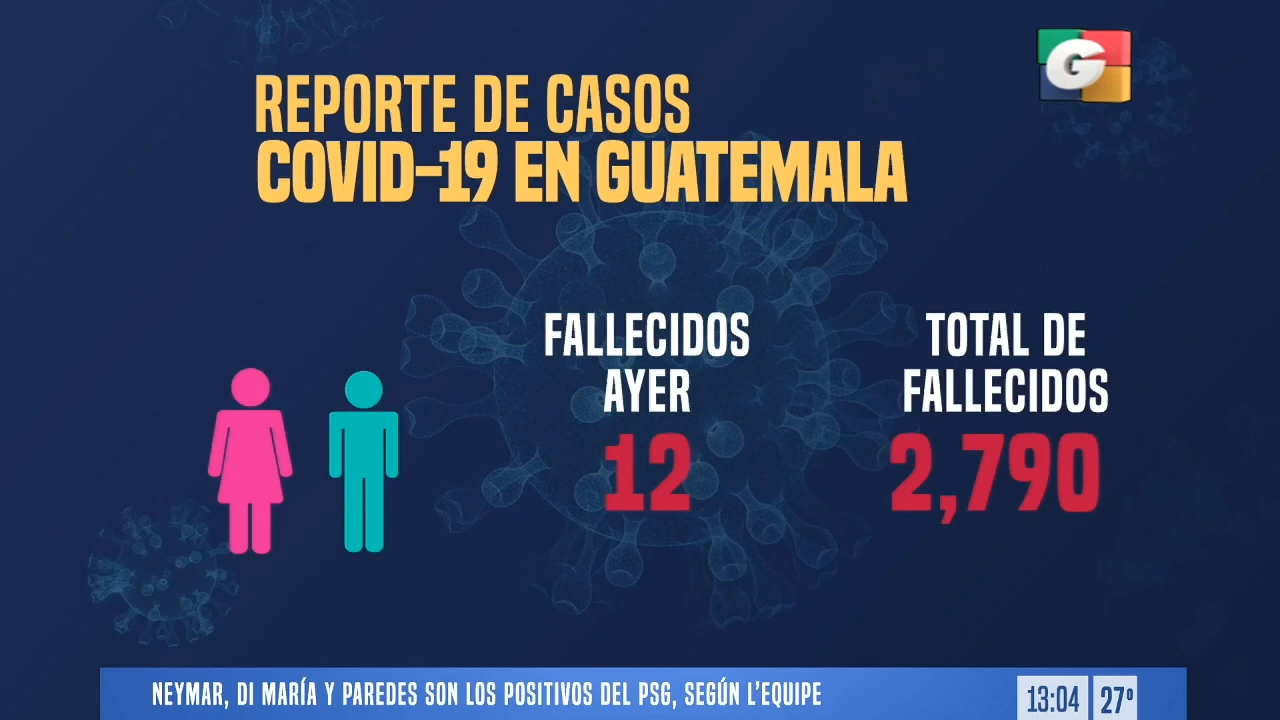 G
REPORTE DE CASOS
COVID-19 EN GUATEMALA
FALLECIDOS
AYER
12
TOTAL DE
FALLECIDOS
2,790
NEYMAR, DI MARÍA Y PAREDES SON LOS POSITIVOS DEL PSG, SEGÚN L'EQUIPE
13:04 27º